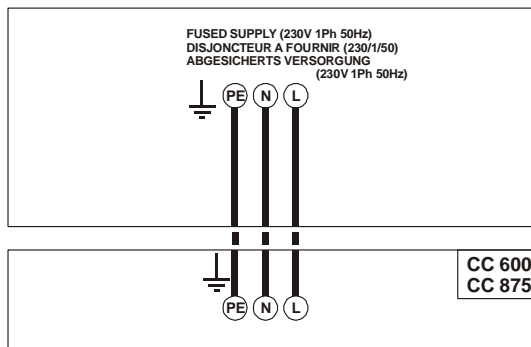 FUSED SUPPLY (230V 1Ph 50Hz)
DISJONCTEUR A FOURNIR (230/1/50)
ABGESICHERTS VERSORGUNG
(230V 1Ph 50Hz)
PE N L
CC 600
CC 875
PE N L